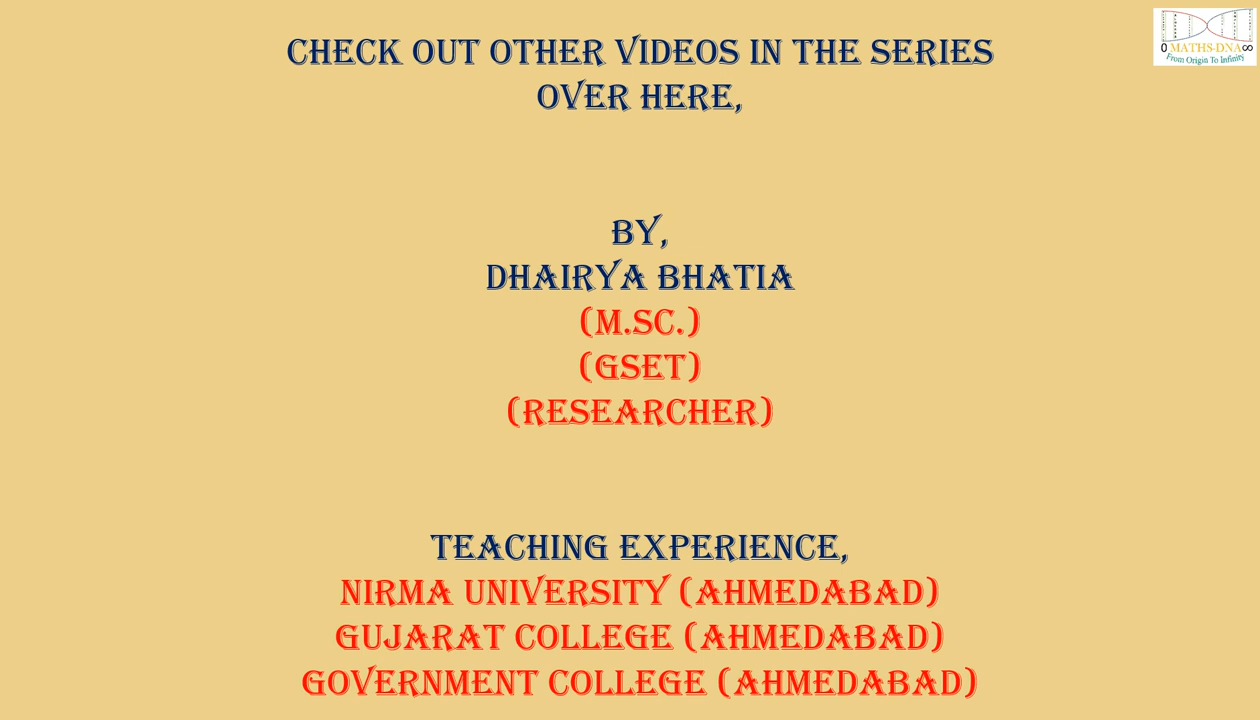 CHECK OUT OTHER VIDEOS IN THE SERIES
OVER HERE,
BY,
DHAIRYA BHATIA
(M.SC.)
(GSET)
(RESEARCHER)
TEACHING EXPERIENCE,
NIRMA UNIVERSITY (AHMEDABAD)
GUJARAT COLLEGE (AHMEDABAD)
GOVERNMENT COLLEGE (AHMEDABAD)
0 MATHS-DNA ∞
From Origin To Infinity